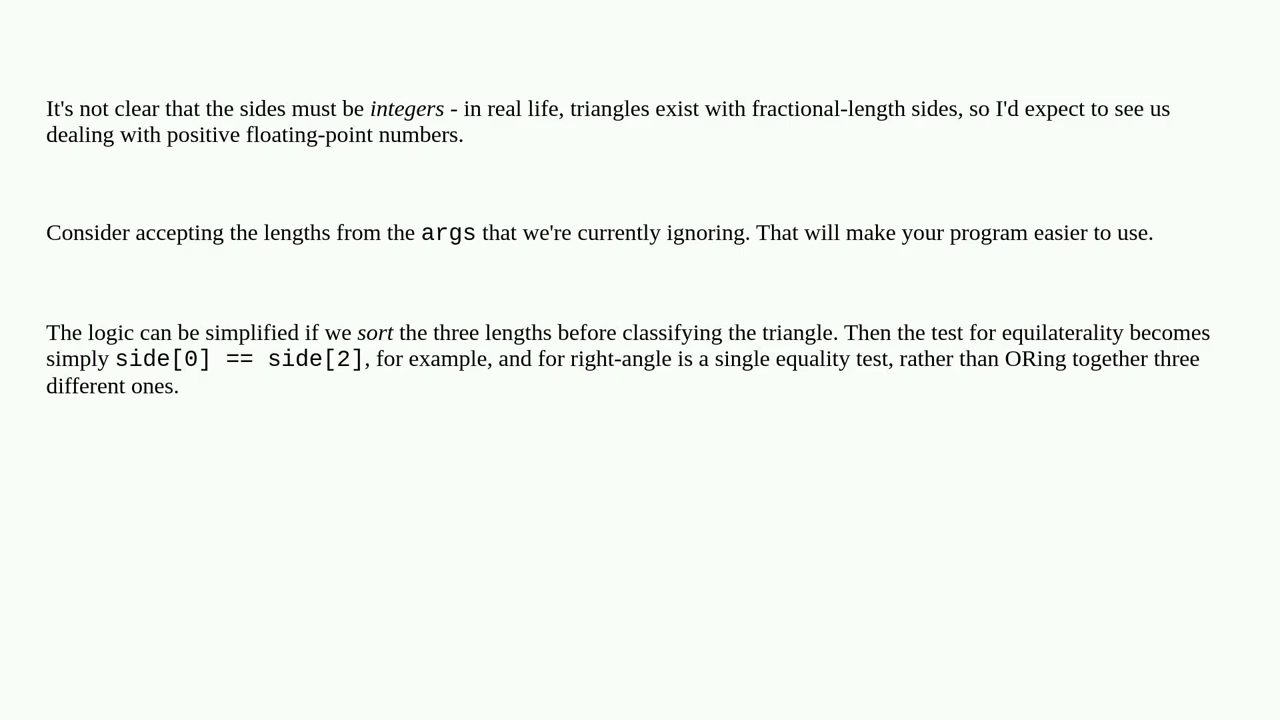 It's not clear that the sides must be integers - in real life, triangles exist with fractional-length sides, so I'd expect to see us
dealing with positive floating-point numbers.
Consider accepting the lengths from the args that we're currently ignoring. That will make your program easier to use.
The logic can be simplified if we sort the three lengths before classifying the triangle. Then the test for equilaterality becomes
simply side[0] == side[2], for example, and for right-angle is a single equality test, rather than ORing together three
different ones.